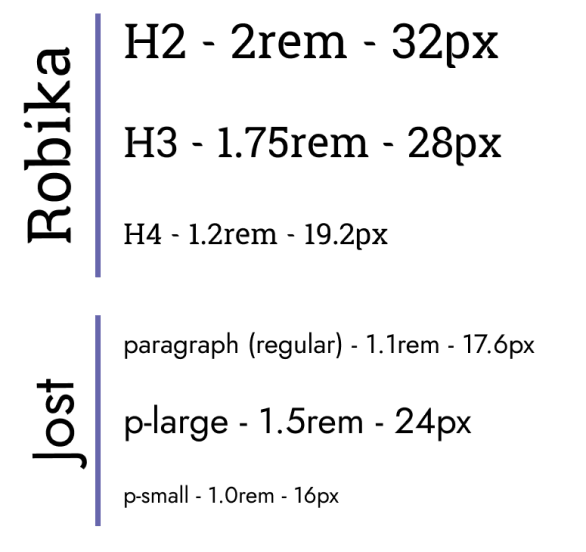 Robika
H2 - 2rem - 32px
H3 - 1.75rem - 28px
H4 - 1.2rem - 19.2px
Jost
paragraph (regular) - 1.1rem - 17.6px
p-large - 1.5rem - 24px
p-small - 1.0rem - 16px